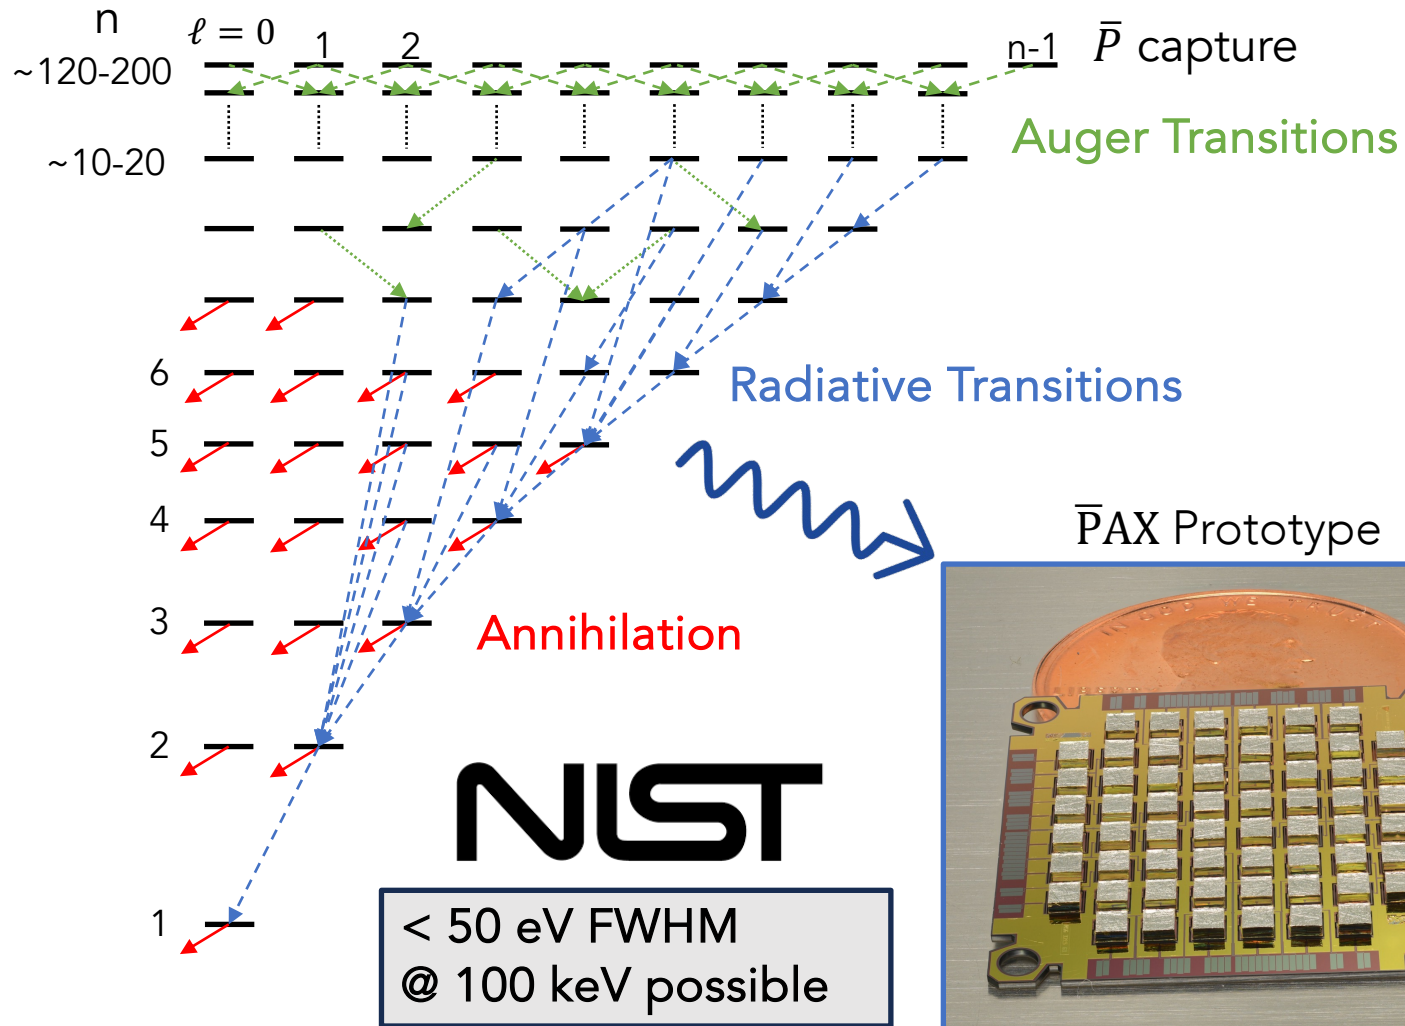 n
ℓ = 0
1
2
n-1
P̅ capture
~120-200
Auger Transitions
~10-20
6
Radiative Transitions
5
4
P̅AX Prototype
3
Annihilation
2
NIST
1
< 50 eV FWHM
@ 100 keV possible